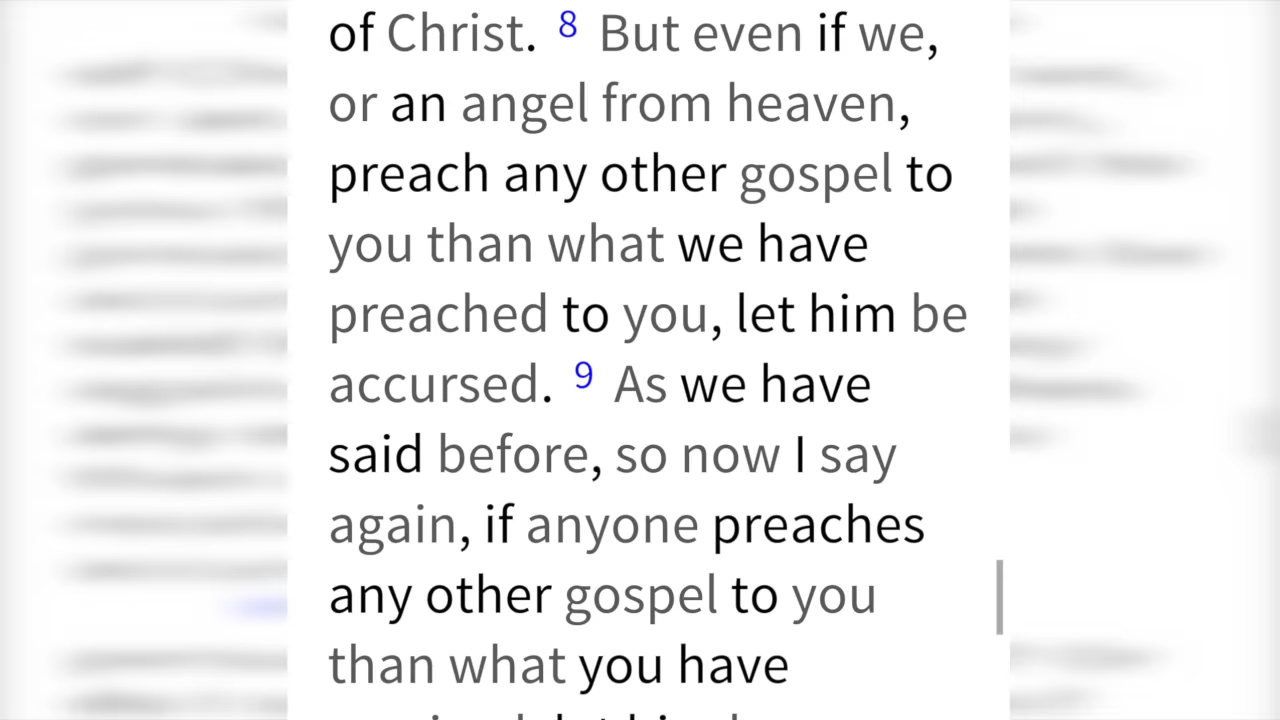 of Christ. 8 But even if we,
or an angel from heaven,
preach any other gospel to
you than what we have
preached to you, let him be
accursed. 9 As we have
said before, so now I say
again, if anyone preaches
any other gospel to you
than what you have